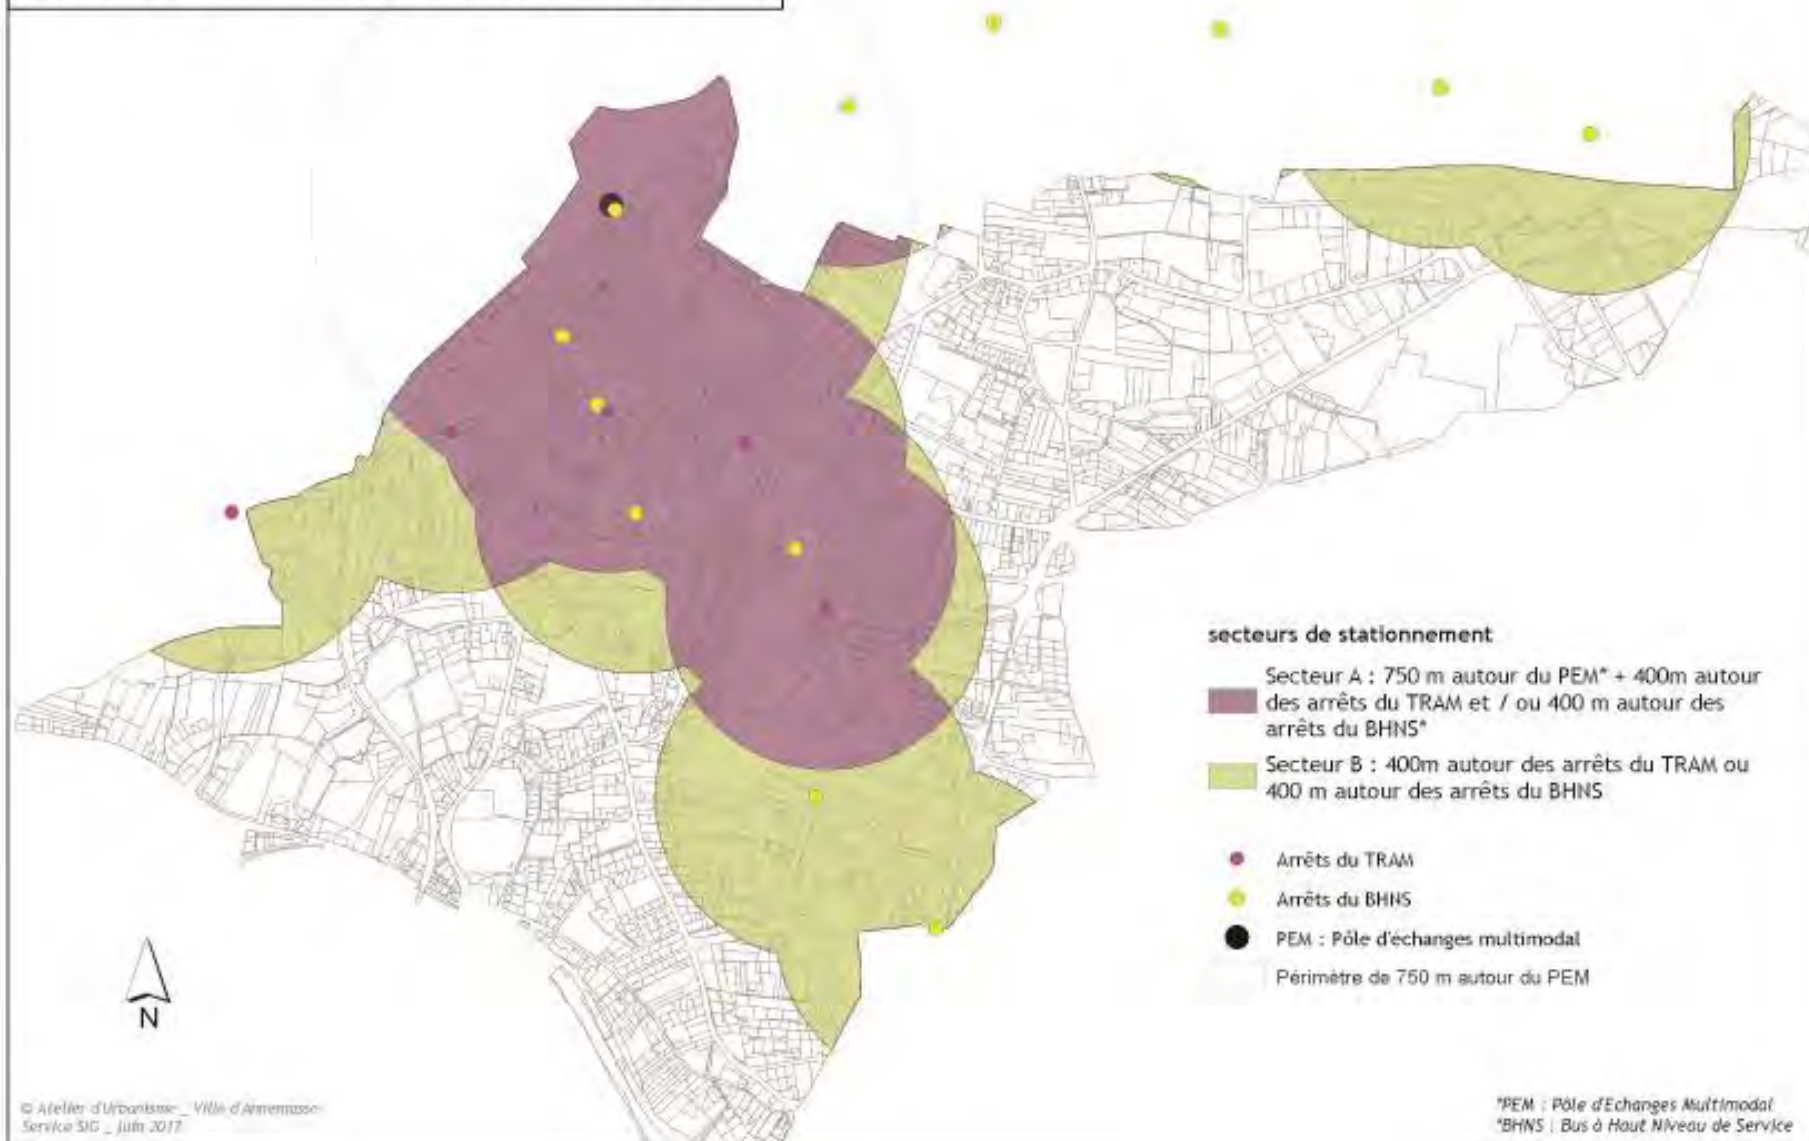 secteurs de stationnement
Secteur A : 750 m autour du PEM* + 400m autour
des arrêts du TRAM et / ou 400 m autour des
arrêts du BHNS*
Secteur B : 400m autour des arrêts du TRAM ou
400 m autour des arrêts du BHNS
Arrêts du TRAM
Arrêts du BHNS
PEM : Pôle d'échanges multimodal
Périmètre de 750 m autour du PEM
N
© Atelier d'Urbanisme _ Ville d'Annemasse
Service SIG _ juin 2017
*PEM : Pôle d'Echanges Multimodal
*BHNS : Bus à Haut Niveau de Service